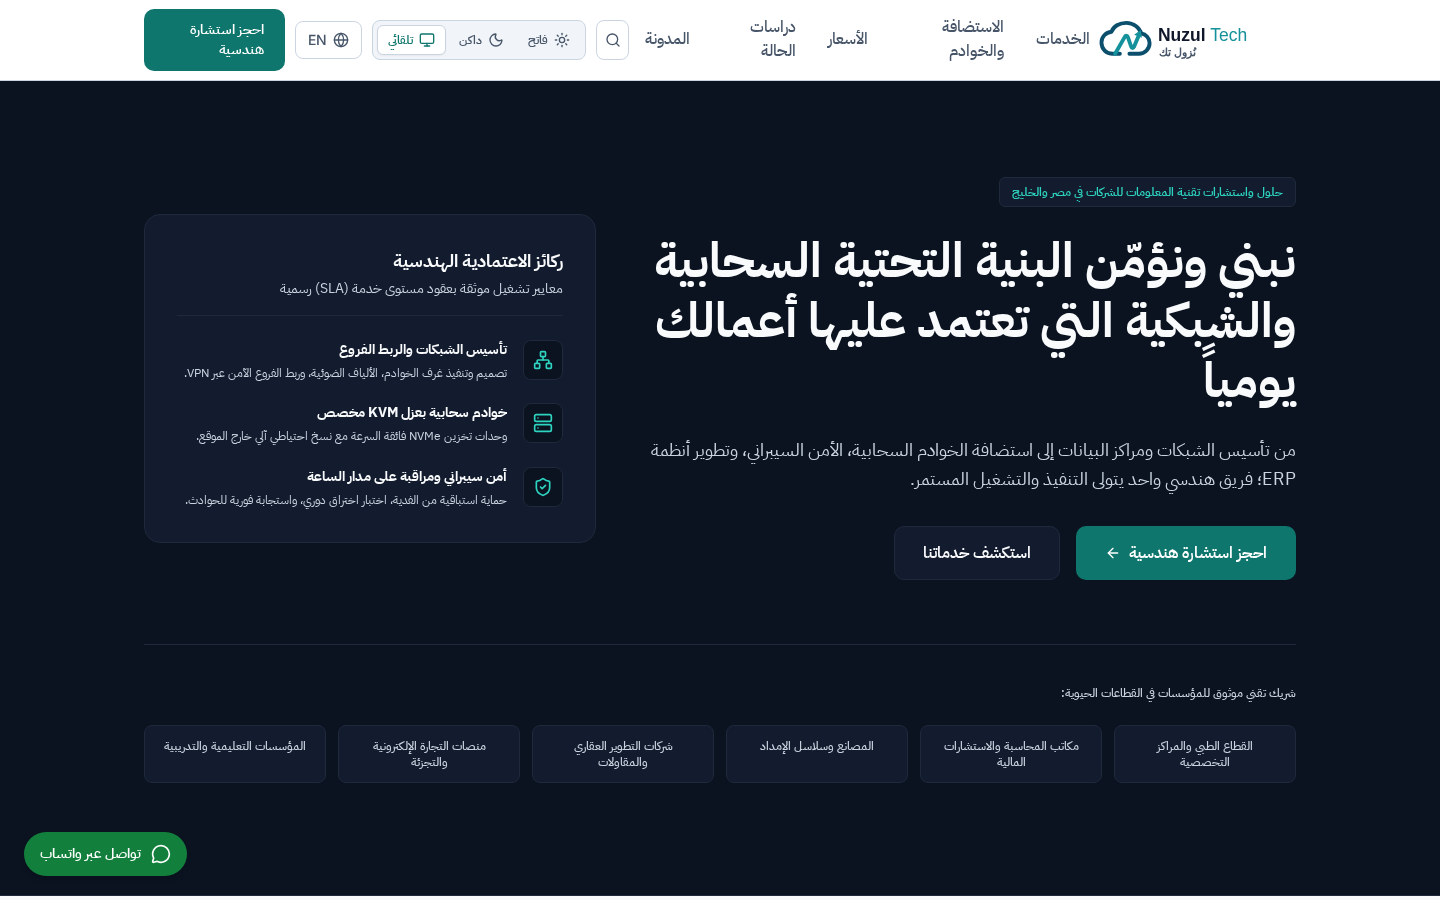 Nuzul Tech
نُزول تك
الخدمات
الاستضافة
والخوادم
الأسعار
دراسات
الحالة
المدونة
فاتح
داكن
تلقائي
EN
احجز استشارة
هندسية
حلول واستشارات تقنية المعلومات للشركات في مصر والخليج
نبني ونؤمّن البنية التحتية السحابية
والشبكية التي تعتمد عليها أعمالك
يومياً
من تأسيس الشبكات ومراكز البيانات إلى استضافة الخوادم السحابية، الأمن السيبراني، وتطوير أنظمة
ERP؛ فريق هندسي واحد يتولى التنفيذ والتشغيل المستمر.
احجز استشارة هندسية
استكشف خدماتنا
ركائز الاعتمادية الهندسية
معايير تشغيل موثقة بعقود مستوى خدمة (SLA) رسمية
تأسيس الشبكات والربط الفروع
تصميم وتنفيذ غرف الخوادم، الألياف الضوئية، وربط الفروع الآمن عبر VPN.
خوادم سحابية بعزل KVM مخصص
وحدات تخزين NVMe فائقة السرعة مع نسخ احتياطي آلي خارج الموقع.
أمن سيبراني ومراقبة على مدار الساعة
حماية استباقية من الفدية، اختبار اختراق دوري، واستجابة فورية للحوادث.
شريك تقني موثوق للمؤسسات في القطاعات الحيوية:
القطاع الطبي والمراكز
التخصصية
مكاتب المحاسبة والاستشارات
المالية
المصانع وسلاسل الإمداد
شركات التطوير العقاري
والمقاولات
منصات التجارة الإلكترونية
والتجزئة
المؤسسات التعليمية والتدريبية
تواصل عبر واتساب